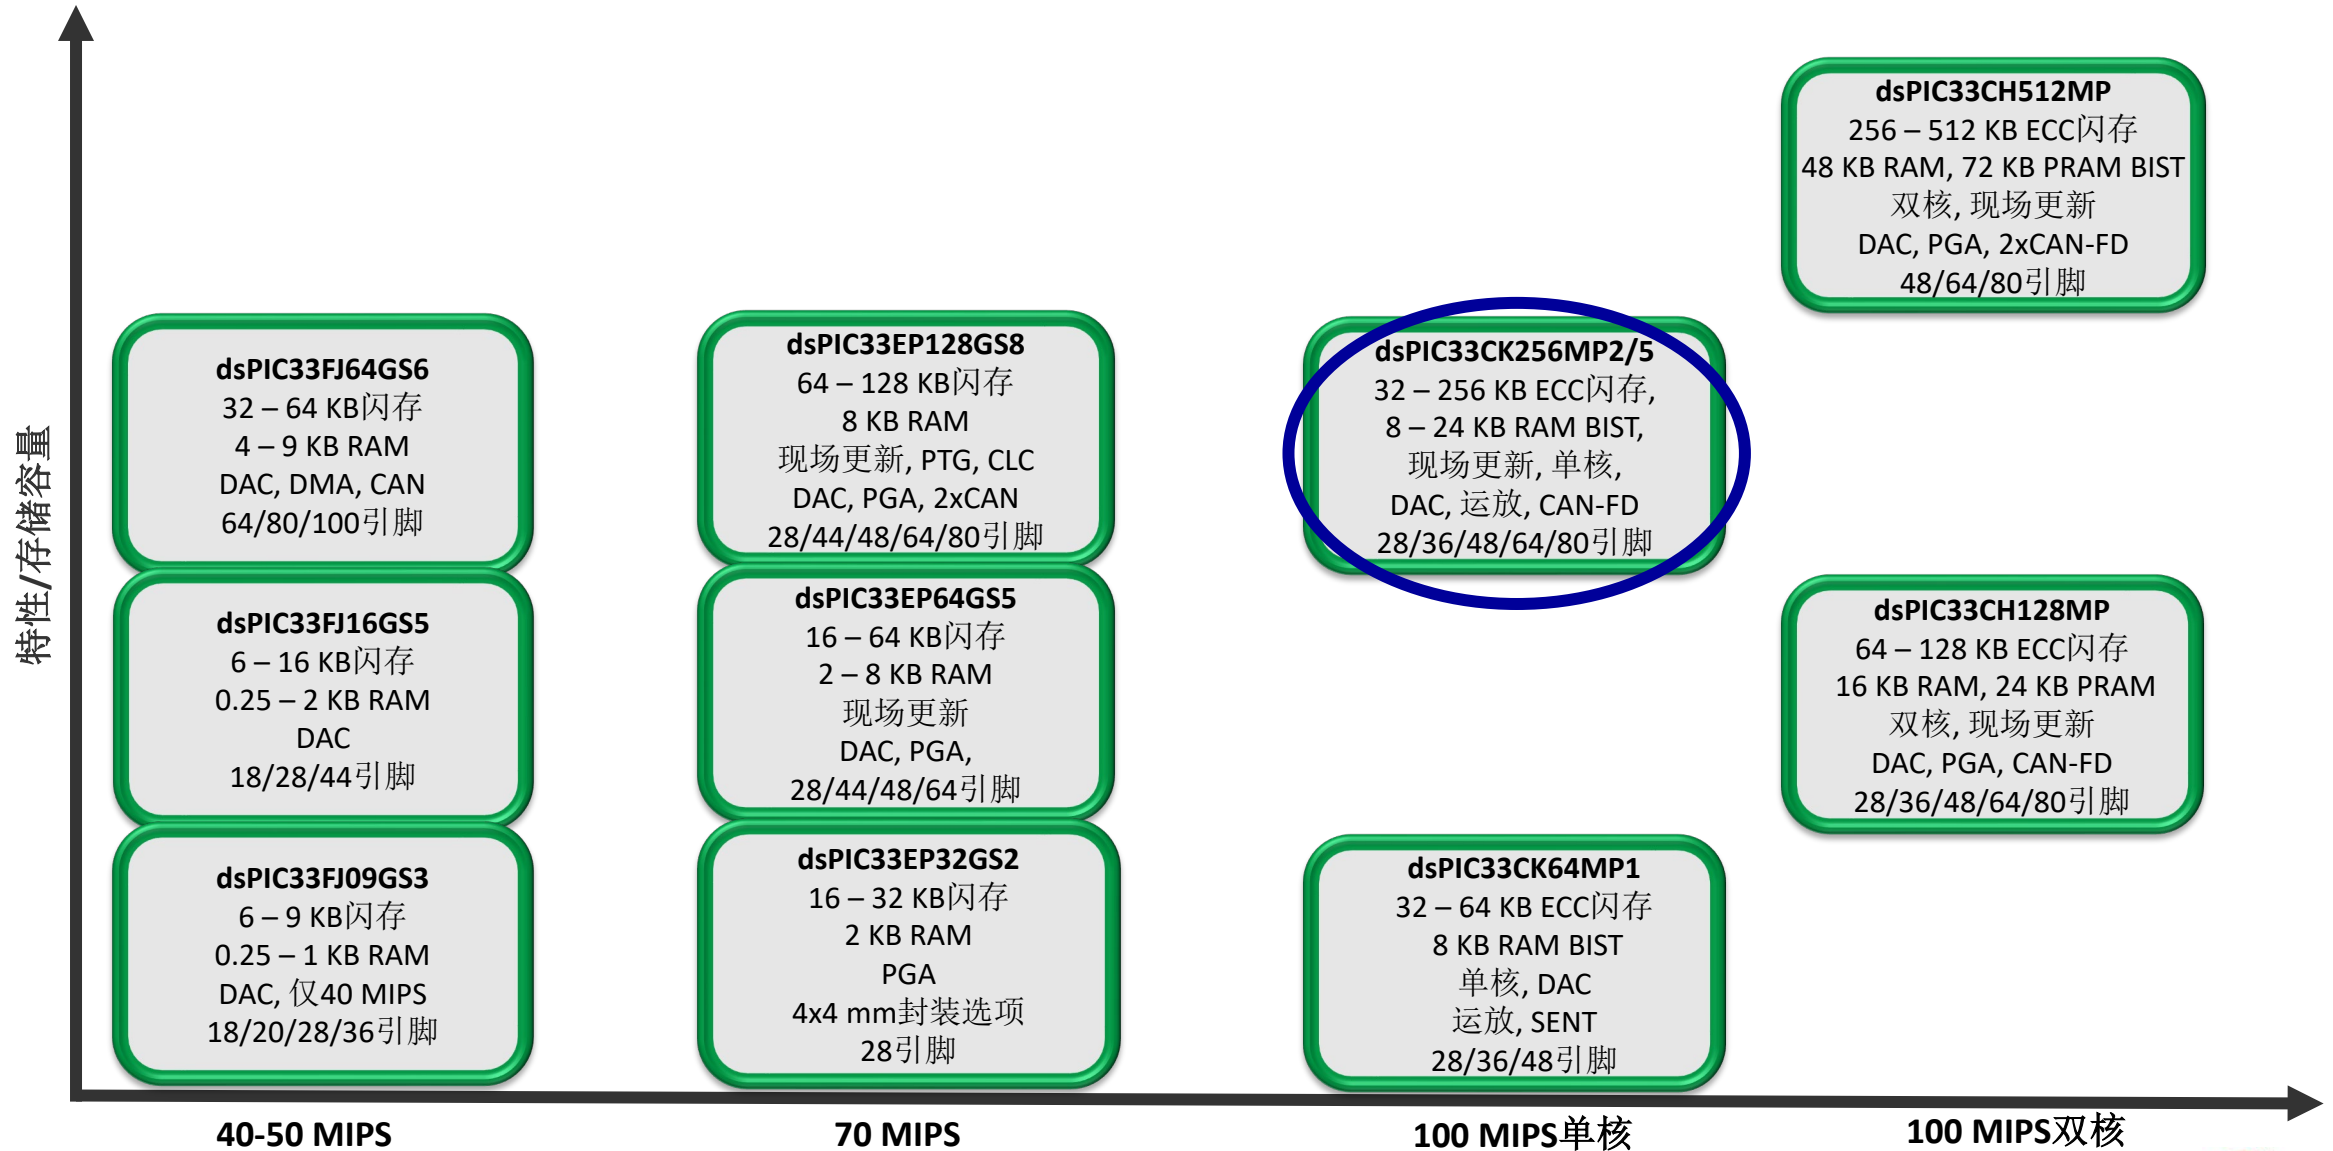 特性/存储容量
dsPIC33FJ64GS6
32 – 64 KB闪存
4 – 9 KB RAM
DAC, DMA, CAN
64/80/100引脚
dsPIC33FJ16GS5
6 – 16 KB闪存
0.25 – 2 KB RAM
DAC
18/28/44引脚
dsPIC33FJ09GS3
6 – 9 KB闪存
0.25 – 1 KB RAM
DAC, 仅40 MIPS
18/20/28/36引脚
dsPIC33EP128GS8
64 – 128 KB闪存
8 KB RAM
现场更新, PTG, CLC
DAC, PGA, 2xCAN
28/44/48/64/80引脚
dsPIC33EP64GS5
16 – 64 KB闪存
2 – 8 KB RAM
现场更新
DAC, PGA,
28/44/48/64引脚
dsPIC33EP32GS2
16 – 32 KB闪存
2 KB RAM
PGA
4x4 mm封装选项
28引脚
dsPIC33CK256MP2/5
32 – 256 KB ECC闪存,
8 – 24 KB RAM BIST,
现场更新, 单核,
DAC, 运放, CAN-FD
28/36/48/64/80引脚
dsPIC33CK64MP1
32 – 64 KB ECC闪存
8 KB RAM BIST
单核, DAC
运放, SENT
28/36/48引脚
dsPIC33CH512MP
256 – 512 KB ECC闪存
48 KB RAM, 72 KB PRAM BIST
双核, 现场更新
DAC, PGA, 2xCAN-FD
48/64/80引脚
dsPIC33CH128MP
64 – 128 KB ECC闪存
16 KB RAM, 24 KB PRAM
双核, 现场更新
DAC, PGA, CAN-FD
28/36/48/64/80引脚
40-50 MIPS
70 MIPS
100 MIPS单核
100 MIPS双核